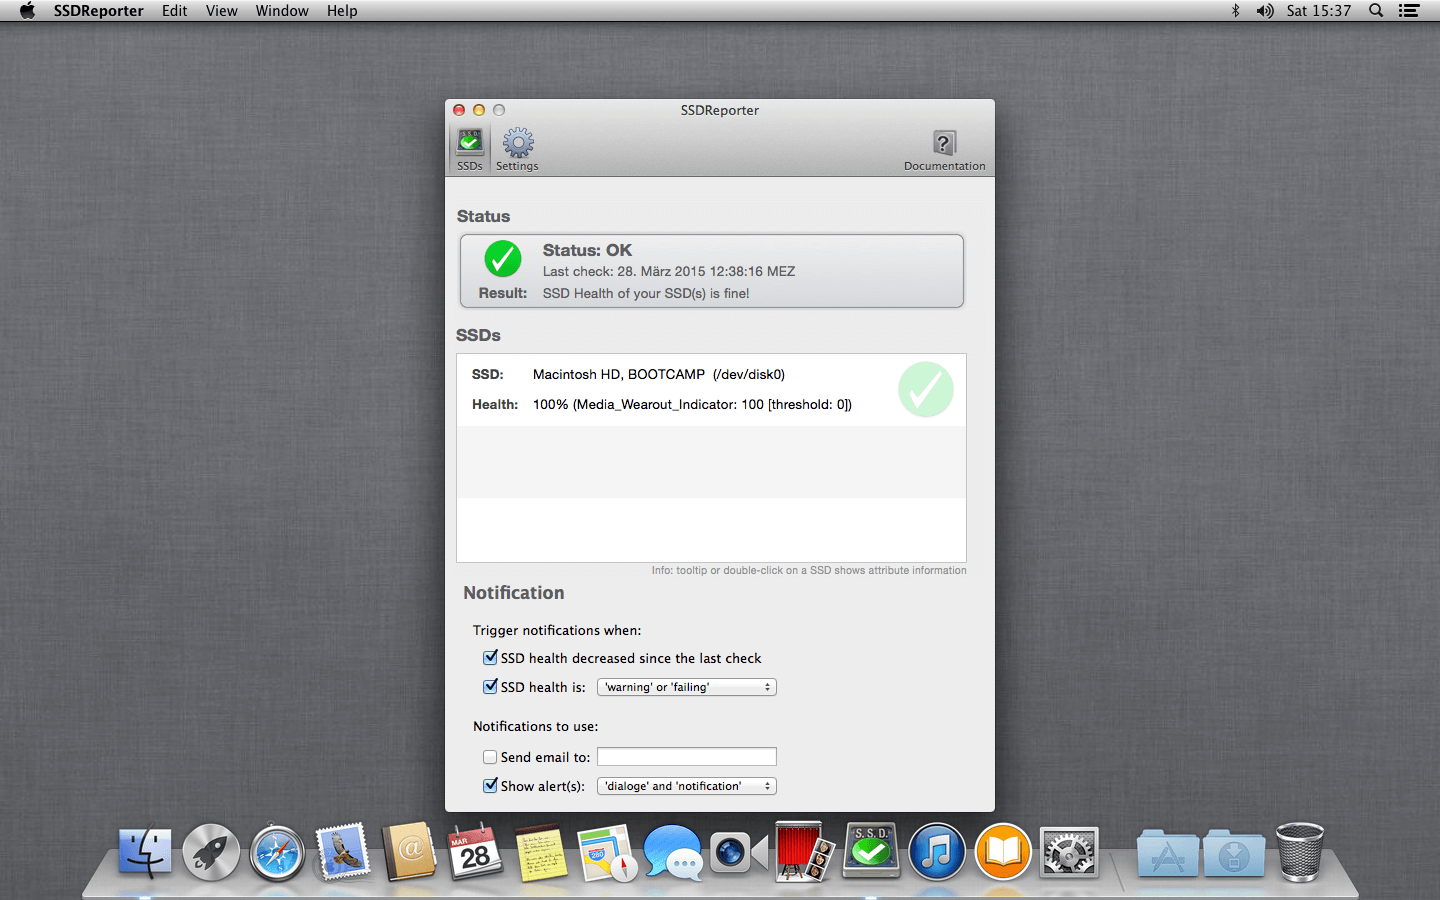 SSDReporter Edit View Window Help Sat 15:37
SSDReporter
S.S.D.
SSDs Settings Documentation
Status
Status: OK
Last check: 28. März 2015 12:38:16 MEZ
Result: SSD Health of your SSD(s) is fine!
SSDs
SSD: Macintosh HD, BOOTCAMP (/dev/disk0)
Health: 100% (Media_Wearout_Indicator: 100 [threshold: 0])
Info: tooltip or double-click on a SSD shows attribute information
Notification
Trigger notifications when:
SSD health decreased since the last check
SSD health is: 'warning' or 'failing'
Notifications to use:
Send email to:
Show alert(s): 'dialoge' and 'notification'
@ MAR 28 280 S.S.D.